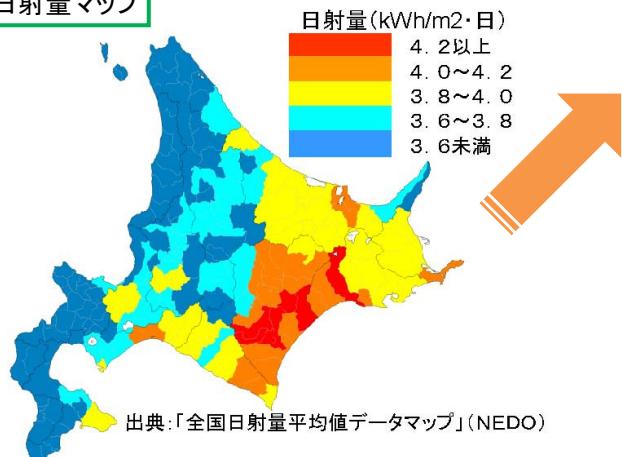 日射量マップ
日射量(kWh/m2・日)
4.2以上
4.0～4.2
3.8～4.0
3.6～3.8
3.6未満
出典:「全国日射量平均値データマップ」(NEDO)